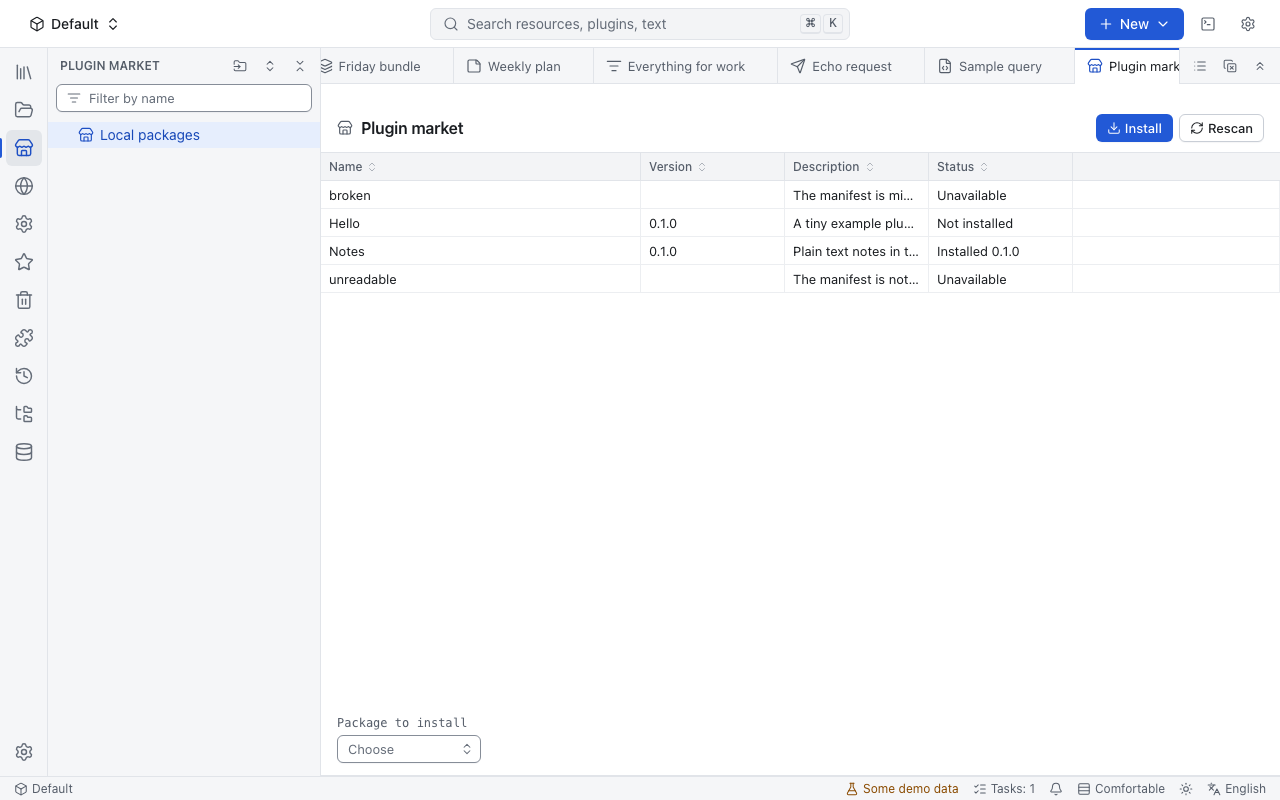 Default
Search resources, plugins, text
⌘ K
New
PLUGIN MARKET
Filter by name
Local packages
Friday bundle
Weekly plan
Everything for work
Echo request
Sample query
Plugin mark
Plugin market
Install
Rescan
Name Version Description Status
broken The manifest is mi… Unavailable
Hello 0.1.0 A tiny example plu… Not installed
Notes 0.1.0 Plain text notes in t… Installed 0.1.0
unreadable The manifest is not… Unavailable
Package to install
Choose
Default
Some demo data
Tasks: 1
Comfortable
English